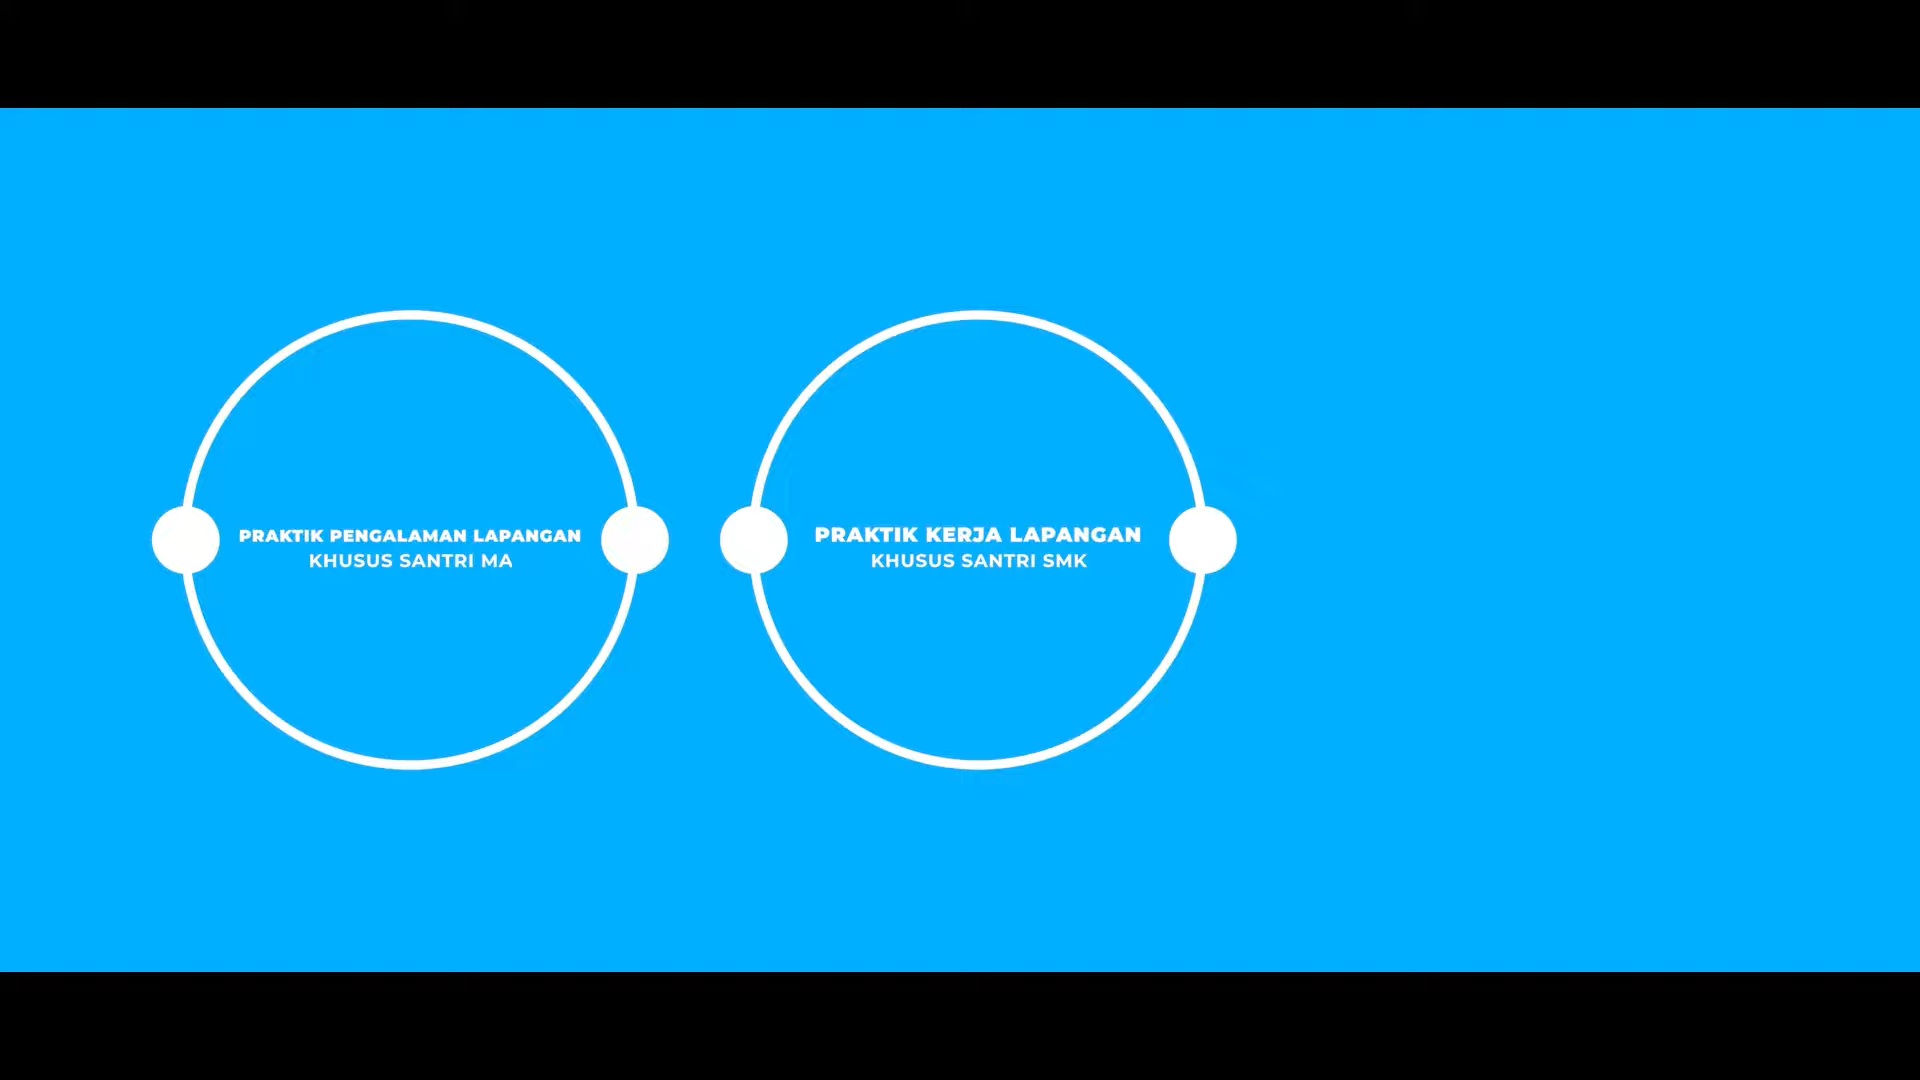 PRAKTIK PENGALAMAN LAPANGAN
KHUSUS SANTRI MA
PRAKTIK KERJA LAPANGAN
KHUSUS SANTRI SMK